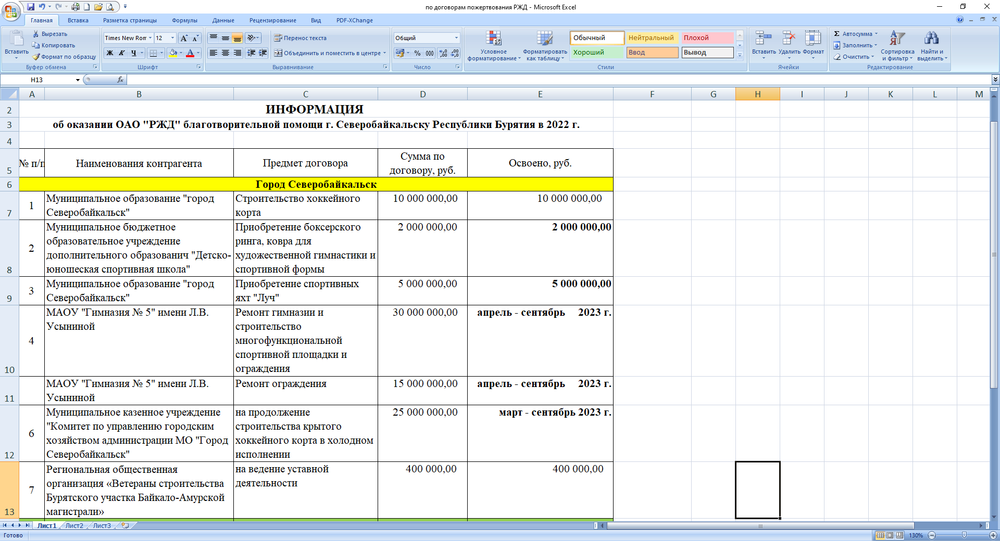 по договорам пожертвования РЖД - Microsoft Excel
Главная Вставка Разметка страницы Формулы Данные Рецензирование Вид PDF-XChange
Вставить
Вырезать
Копировать
Формат по образцу
Буфер обмена
Times New Ron 12
Ж К Ч
Шрифт
Перенос текста
Объединить и поместить в центре
Выравнивание
Общий
% 000
Число
Условное форматирование
Форматировать как таблицу
Обычный Нейтральный Плохой
Хороший Ввод Вывод
Стили
Вставить Удалить Формат
Ячейки
Σ Автосумма
Заполнить
Очистить
Сортировка и фильтр
Найти и выделить
Редактирование
H13 fx
A B C D E F G H I J K L M
2 ИНФОРМАЦИЯ
3 об оказании ОАО "РЖД" благотворительной помощи г. Северобайкальску Республики Бурятия в 2022 г.
4
5 № п/п Наименования контрагента Предмет договора Сумма по договору, руб. Освоено, руб.
6 Город Северобайкальск
7 1 Муниципальное образование "город Северобайкальск" Строительство хоккейного корта 10 000 000,00 10 000 000,00
8 2 Муниципальное бюджетное образовательное учреждение дополнительного образованич "Детско-юношеская спортивная школа" Приобретение боксерского ринга, ковра для художественной гимнастики и спортивной формы 2 000 000,00 2 000 000,00
9 3 Муниципальное образование "город Северобайкальск" Приобретение спортивных яхт "Луч" 5 000 000,00 5 000 000,00
10 4 МАОУ "Гимназия № 5" имени Л.В. Усыниной Ремонт гимназии и строительство многофункциональной спортивной площадки и ограждения 30 000 000,00 апрель - сентябрь 2023 г.
11 МАОУ "Гимназия № 5" имени Л.В. Усыниной Ремонт ограждения 15 000 000,00 апрель - сентябрь 2023 г.
12 6 Муниципальное казенное учреждение "Комитет по управлению городским хозяйством администрации МО "Город Северобайкальск" на продолжение строительства крытого хоккейного корта в холодном исполнении 25 000 000,00 март - сентябрь 2023 г.
13 7 Региональная общественная организация «Ветераны строительства Бурятского участка Байкало-Амурской магистрали» на ведение уставной деятельности 400 000,00 400 000,00
Лист1 Лист2 Лист3
Готово 130%